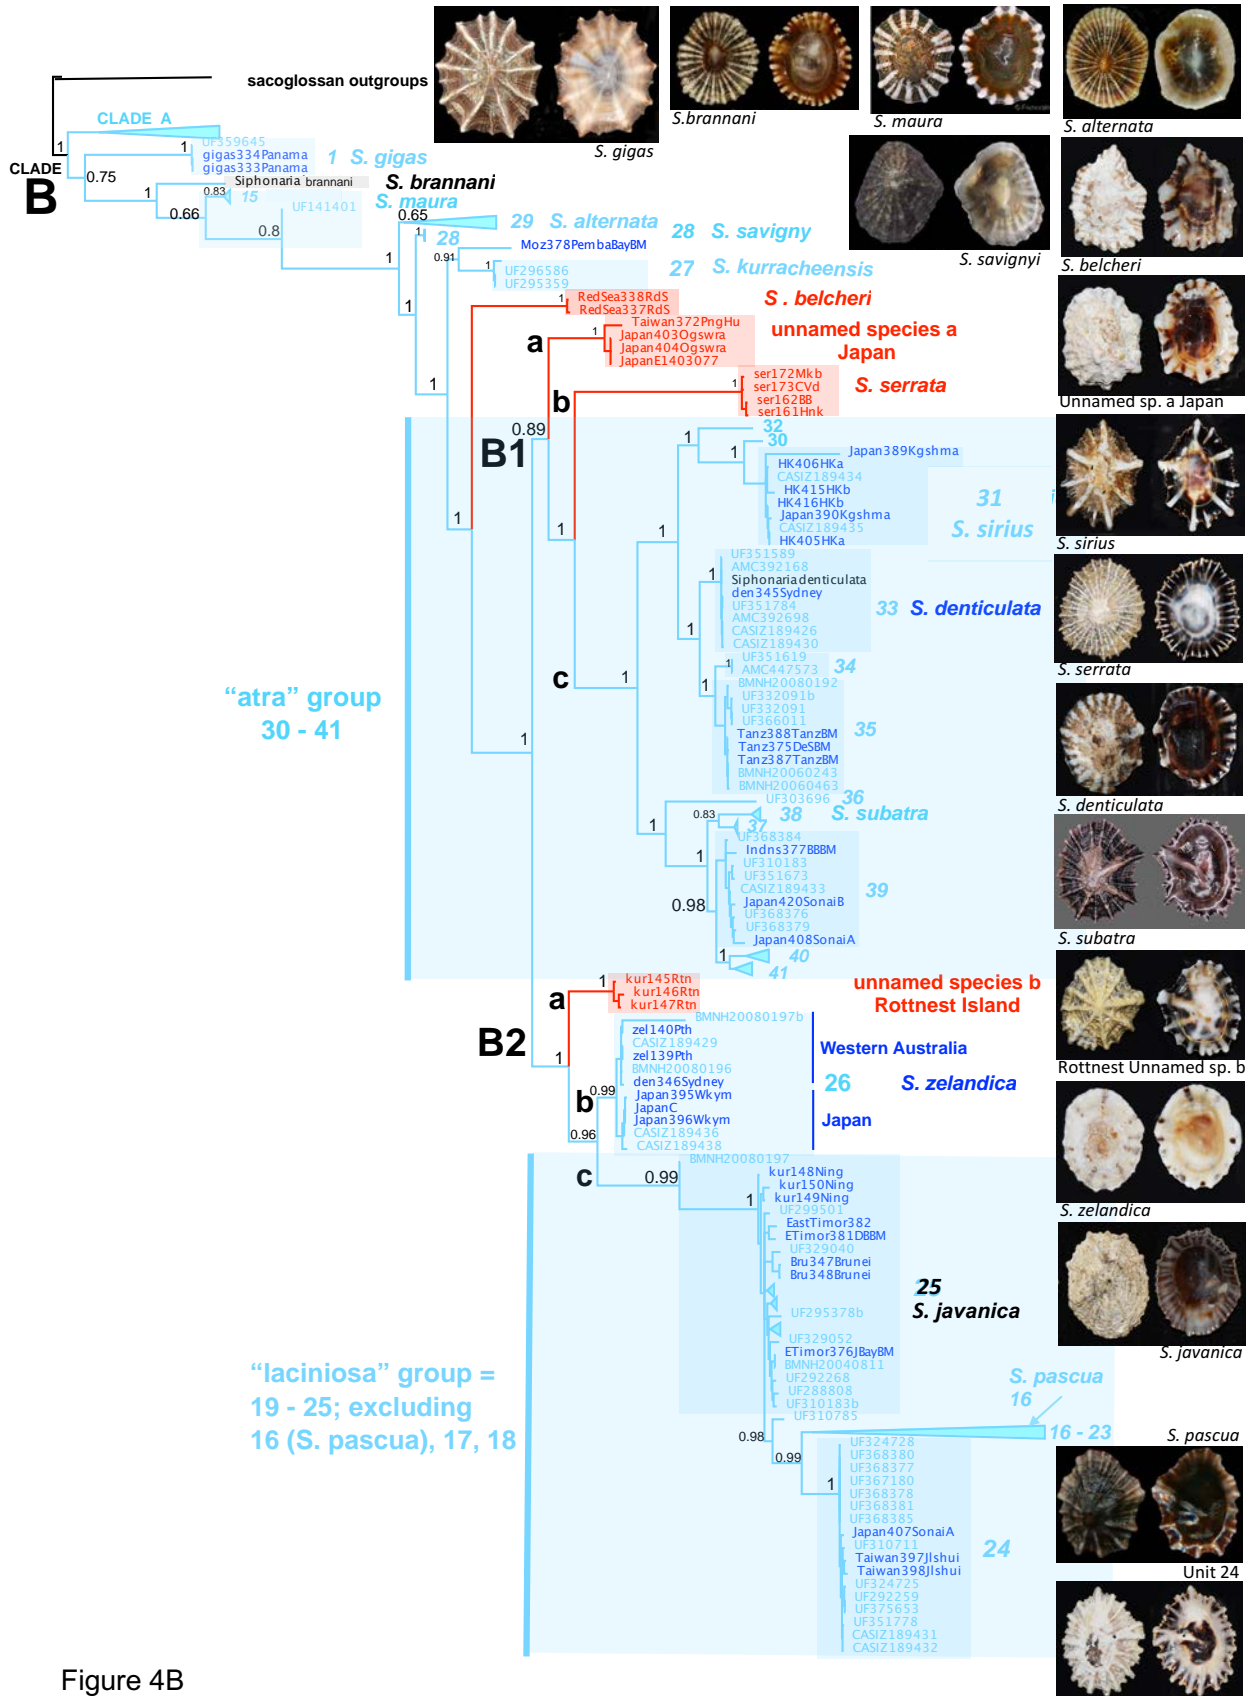 sacoglossan outgroups
S. gigas
S.brannani
S. maura
S. alternata
S. savignyi
S. belcheri
Unnamed sp. a Japan
S. sirius
S. serrata
S. denticulata
S. subatra
Rottnest Unnamed sp. b
S. zelandica
S. javanica
S. pascua
Unit 24
CLADE A
CLADE
B
1
0.75
1
UF359645
gigas334Panama
gigas333Panama
1 S. gigas
Siphonaria brannani
S. brannani
1
0.83
15
S. maura
0.66
UF141401
0.8
0.65
29 S. alternata
1
28
28 S. savigny
Moz378PembaBayBM
0.91
1
1
UF296586
UF295359
27 S. kurracheensis
1
1
RedSea338RdS
RedSea337RdS
S . belcheri
a
1
Taiwan372PngHu
Japan403Ogswra
Japan404Ogswra
JapanE1403077
unnamed species a
Japan
1
b
1
ser172Mkb
ser173CVd
ser162BB
ser161Hnk
S. serrata
0.89
B1
32
1
30
1
Japan389Kgshma
HK406HKa
CASIZ189434
HK415HKb
HK416HKb
Japan390Kgshma
CASIZ189435
HK405HKa
31
S. sirius
1
1
1
UF351589
AMC392168
1
Siphonariadenticulata
den345Sydney
UF351784
AMC392698
CASIZ189426
CASIZ189430
33 S. denticulata
1
UF351619
1
AMC447573
34
c
1
1
BMNH20080192
UF332091b
UF332091
UF366011
Tanz388TanzBM
Tanz375DeSBM
Tanz387TanzBM
BMNH20060243
BMNH20060463
35
“atra” group
30 - 41
1
UF303696
36
38 S. subatra
0.83
37
1
1
UF368384
Indns377BBBM
UF310183
UF351673
CASIZ189433
Japan420SonaiB
UF368376
UF368379
Japan408SonaiA
39
0.98
1
40
41
a
1
kur145Rtn
kur146Rtn
kur147Rtn
unnamed species b
Rottnest Island
B2
1
BMNH20080197b
zel140Pth
CASIZ189429
zel139Pth
BMNH20080196
den346Sydney
Western Australia
26 S. zelandica
0.99
b
Japan395Wkym
JapanC
Japan396Wkym
CASIZ189436
CASIZ189438
Japan
0.96
c
0.99
BMNH20080197
1
kur148Ning
kur150Ning
kur149Ning
UF299501
EastTimor382
ETimor381DBBM
UF329040
Bru347Brunei
Bru348Brunei
UF295378b
UF329052
ETimor376JBayBM
BMNH20040811
UF292268
UF288808
UF310183b
25
S. javanica
“laciniosa” group =
19 - 25; excluding
16 (S. pascua), 17, 18
S. pascua
16
UF310785
0.98
16 - 23
0.99
1
UF324728
UF368380
UF368377
UF367180
UF368378
UF368381
UF368385
Japan407SonaiA
UF310711
Taiwan397Jlshui
Taiwan398Jlshui
UF324725
UF292259
UF375653
UF351778
CASIZ189431
CASIZ189432
24
Figure 4B